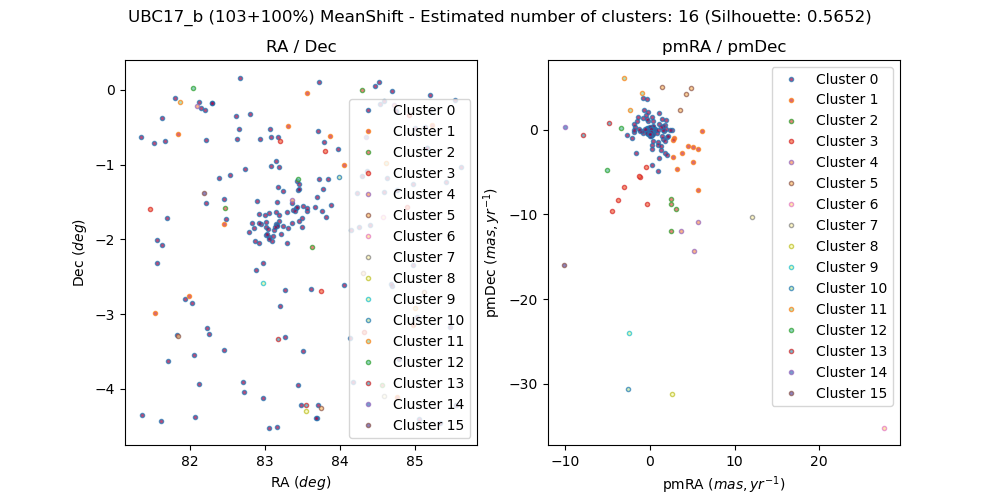 UBC17_b (103+100%) MeanShift - Estimated number of clusters: 16 (Silhouette: 0.5652)
RA / Dec
0
−1
−2
−3
−4
Dec (deg)
82
83
84
85
RA (deg)
Cluster 0
Cluster 1
Cluster 2
Cluster 3
Cluster 4
Cluster 5
Cluster 6
Cluster 7
Cluster 8
Cluster 9
Cluster 10
Cluster 11
Cluster 12
Cluster 13
Cluster 14
Cluster 15
pmRA / pmDec
0
−10
−20
−30
pmDec (mas, yr⁻¹)
−10
0
10
20
pmRA (mas, yr⁻¹)
Cluster 0
Cluster 1
Cluster 2
Cluster 3
Cluster 4
Cluster 5
Cluster 6
Cluster 7
Cluster 8
Cluster 9
Cluster 10
Cluster 11
Cluster 12
Cluster 13
Cluster 14
Cluster 15